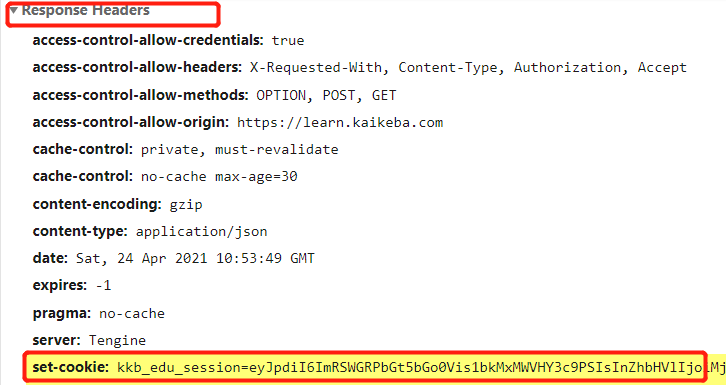 Response Headers
access-control-allow-credentials: true
access-control-allow-headers: X-Requested-With, Content-Type, Authorization, Accept
access-control-allow-methods: OPTION, POST, GET
access-control-allow-origin: https://learn.kaikeba.com
cache-control: private, must-revalidate
cache-control: no-cache max-age=30
content-encoding: gzip
content-type: application/json
date: Sat, 24 Apr 2021 10:53:49 GMT
expires: -1
pragma: no-cache
server: Tengine
set-cookie: kkb_edu_session=eyJpdiI6ImRSWGRPbGt5bGo0Vis1bkMxMWVHY3c9PSIsInZhbHVlIjoiMj